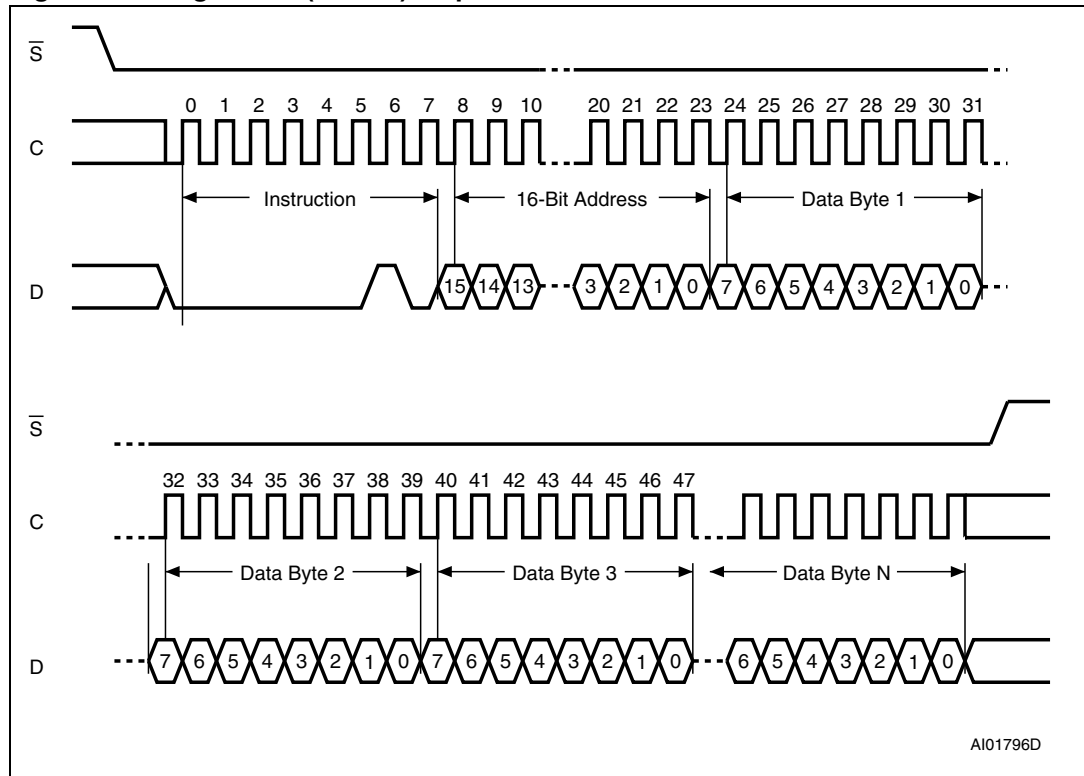 S
0 1 2 3 4 5 6 7 8 9 10 20 21 22 23 24 25 26 27 28 29 30 31
C
Instruction 16-Bit Address Data Byte 1
D 15 14 13 3 2 1 0 7 6 5 4 3 2 1 0
S
32 33 34 35 36 37 38 39 40 41 42 43 44 45 46 47
C
Data Byte 2 Data Byte 3 Data Byte N
D 7 6 5 4 3 2 1 0 7 6 5 4 3 2 1 0 6 5 4 3 2 1 0
AI01796D